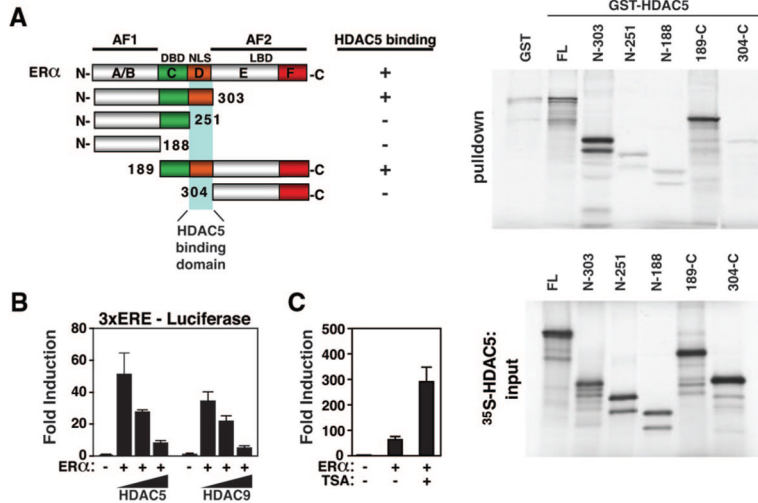 A
AF1
AF2
HDAC5 binding
DBD NLS LBD
ERα N- A/B C D E F -C +
N- 303 +
N- 251 -
N- 188 -
189 -C +
304 -C -
HDAC5
binding
domain
GST-HDAC5
GST FL N-303 N-251 N-188 189-C 304-C
pulldown
FL N-303 N-251 N-188 189-C 304-C
35S-HDAC5:
input
B
3xERE - Luciferase
Fold Induction
80
60
40
20
0
ERα: - + + + - + + +
HDAC5 HDAC9
C
Fold Induction
500
400
300
200
100
0
ERα: - + +
TSA: - - +